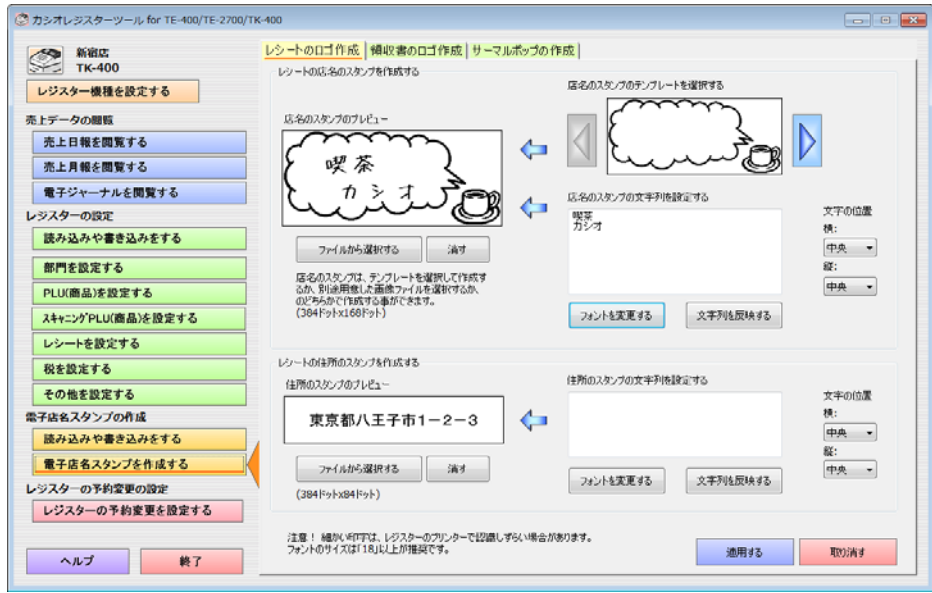 カシオレジスターツール for TE-400/TE-2700/TK-400
新宿店
TK-400
レジスター機種を設定する
売上データの閲覧
売上日報を閲覧する
売上月報を閲覧する
電子ジャーナルを閲覧する
レジスターの設定
読み込みや書き込みをする
部門を設定する
PLU(商品)を設定する
ｽｷｬﾆﾝｸﾞPLU(商品)を設定する
レシートを設定する
税を設定する
その他を設定する
電子店名スタンプの作成
読み込みや書き込みをする
電子店名スタンプを作成する
レジスターの予約変更の設定
レジスターの予約変更を設定する
ヘルプ
終了
レシートのロゴ作成
領収書のロゴ作成
サーマルポップの作成
レシートの店名のスタンプを作成する
店名のスタンプのプレビュー
喫茶
カシオ
ファイルから選択する
消す
店名のスタンプは、テンプレートを選択して作成す
るか、別途用意した画像ファイルを選択するか、
のどちらかで作成する事ができます。
(384ドットx168ドット)
店名のスタンプのテンプレートを選択する
店名のスタンプの文字列を設定する
喫茶
カシオ
文字の位置
横:
中央
縦:
中央
フォントを変更する
文字列を反映する
レシートの住所のスタンプを作成する
住所のスタンプのプレビュー
東京都八王子市1－2－3
ファイルから選択する
消す
(384ドットx84ドット)
住所のスタンプの文字列を設定する
文字の位置
横:
中央
縦:
中央
フォントを変更する
文字列を反映する
注意！ 細かい印字は、レジスターのプリンターで認識しずらい場合があります。
フォントのサイズは「18」以上が推奨です。
適用する
取り消す